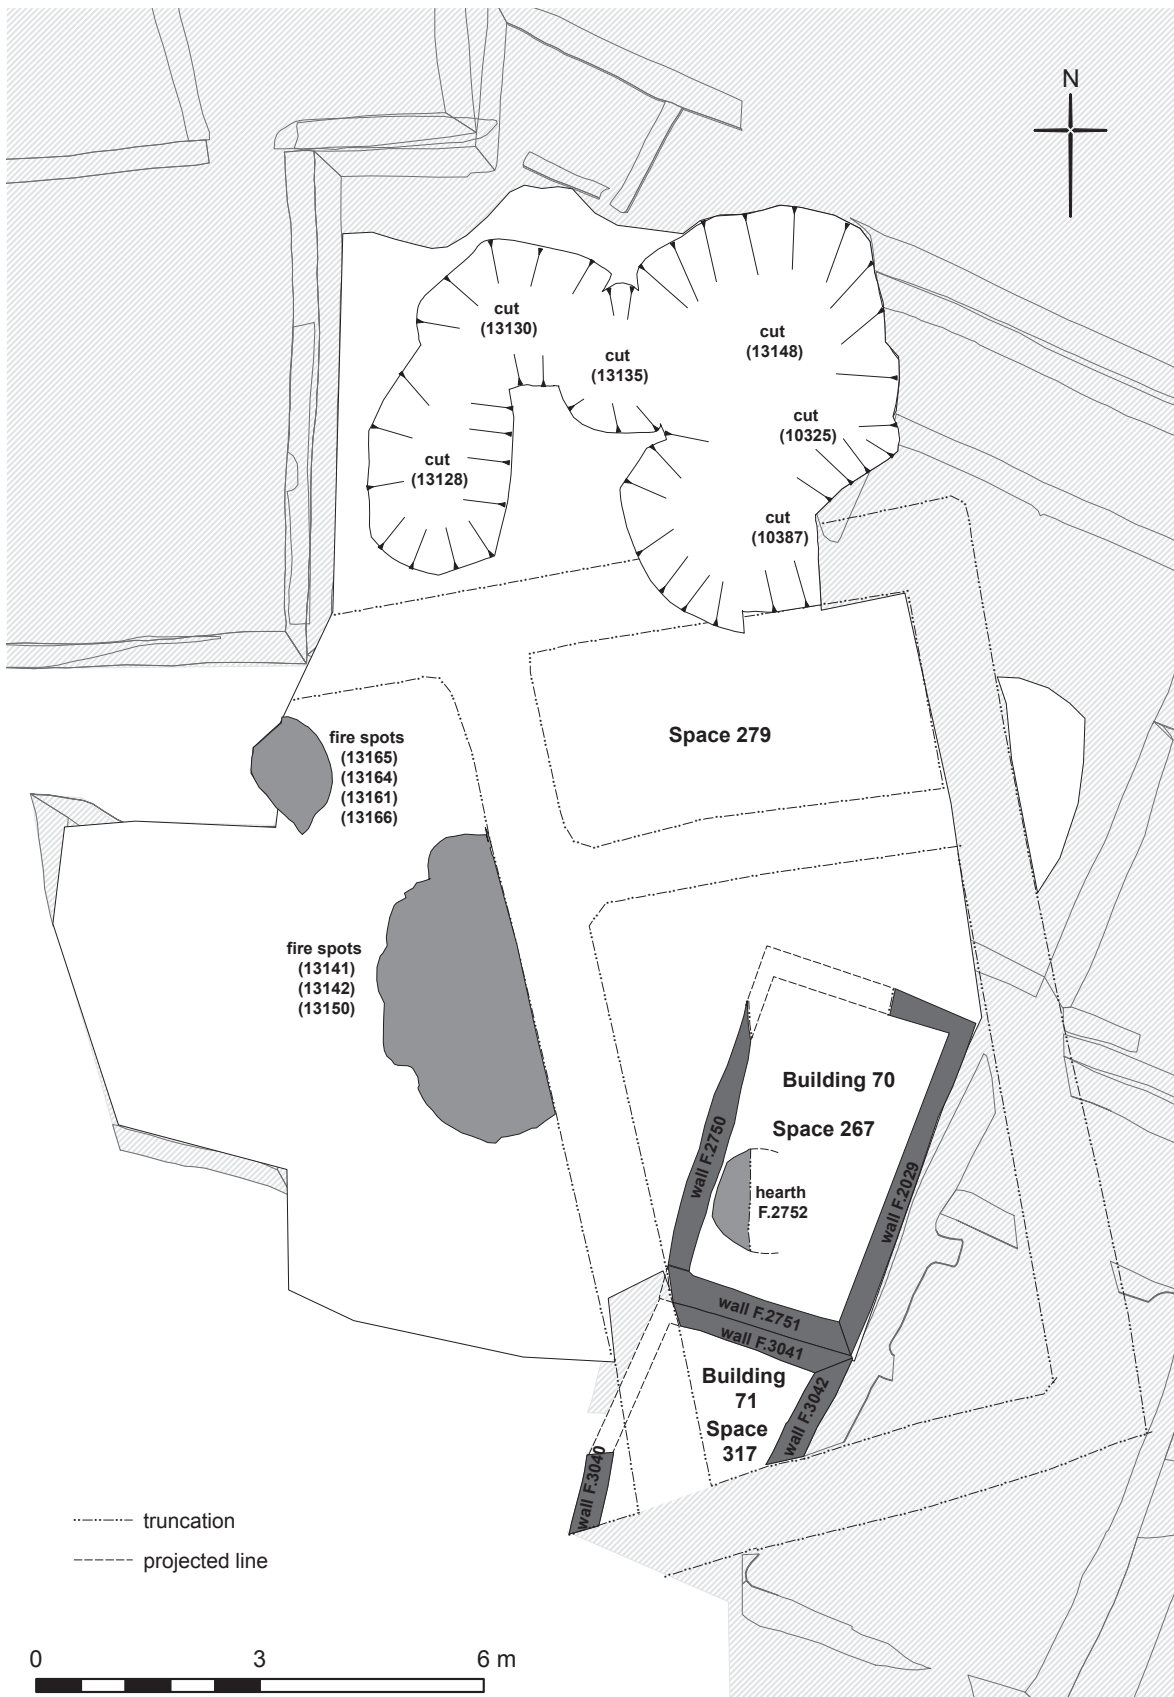 N
cut
(13130)
cut
(13148)
cut
(13135)
cut
(10325)
cut
(13128)
cut
(10387)
Space 279
fire spots
(13165)
(13164)
(13161)
(13166)
fire spots
(13141)
(13142)
(13150)
Building 70
Space 267
wall F.2750
hearth
F.2752
wall F.2029
wall F.2751
wall F.3041
Building
71
Space
317
wall F.3042
wall F.3040
truncation
projected line
0 3 6 m